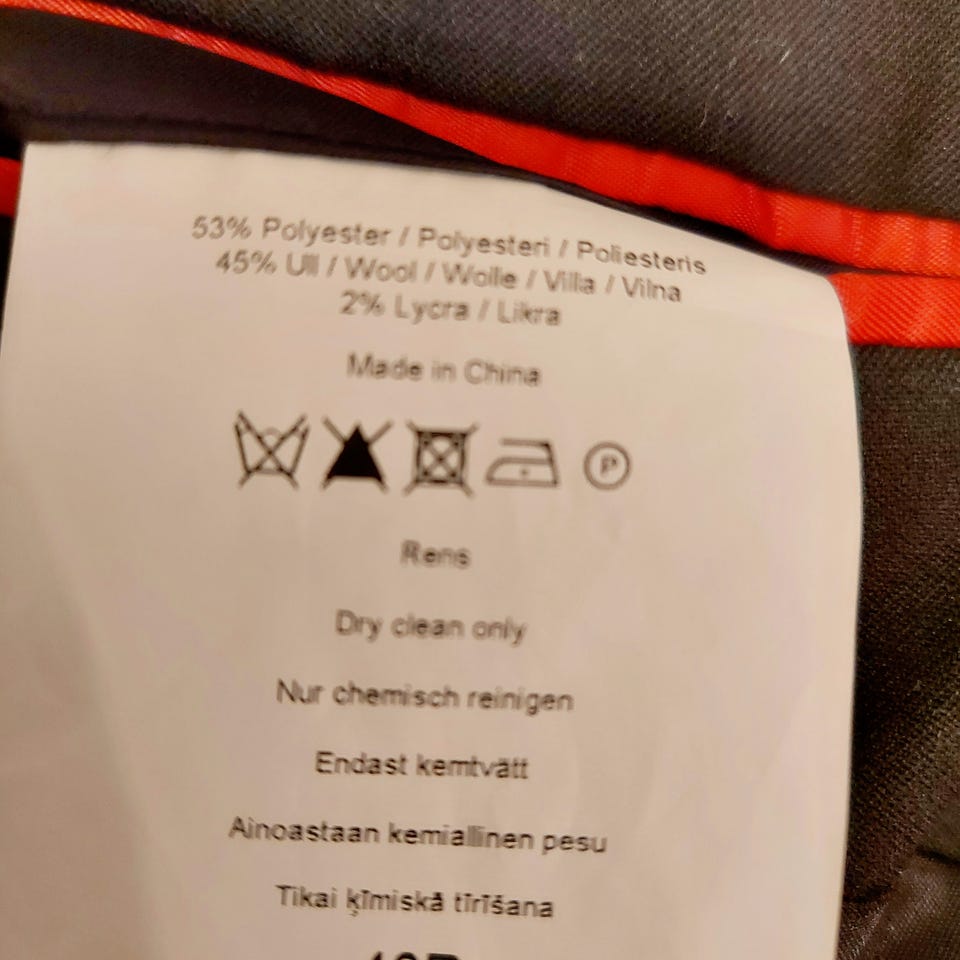 53% Polyester / Polyesteri / Poliesteris
45% Ull / Wool / Wolle / Villa / Vilna
2% Lycra / Likra
Made in China
P
Rens
Dry clean only
Nur chemisch reinigen
Endast kemtvätt
Ainoastaan kemiallinen pesu
Tikai ķīmiskā tīrīšana